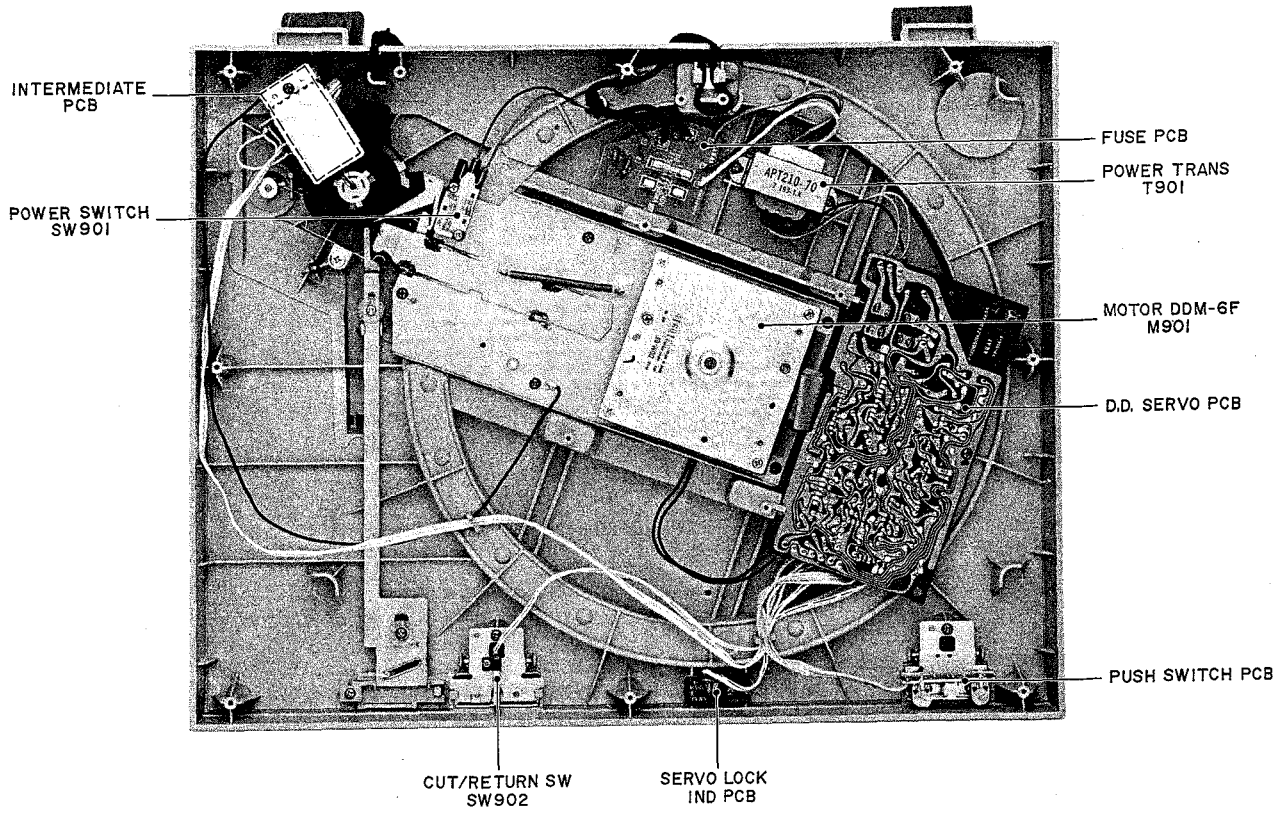 INTERMEDIATE
PCB
POWER SWITCH
SW901
FUSE PCB
POWER TRANS
T901
APT210-70
MOTOR DDM-6F
M901
D.D. SERVO PCB
PUSH SWITCH PCB
CUT/RETURN SW
SW902
SERVO LOCK
IND PCB